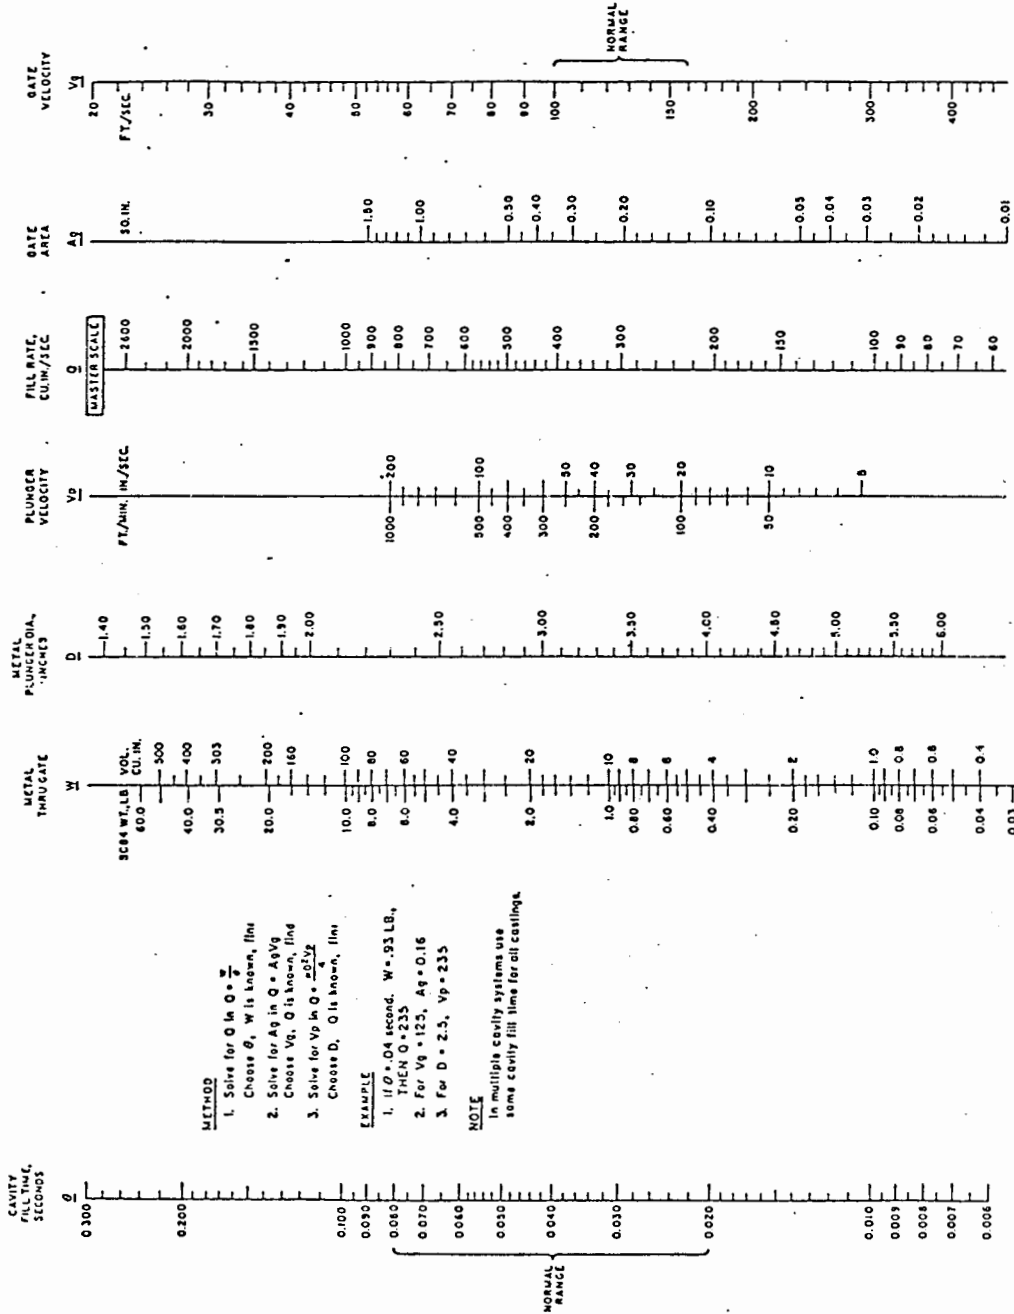 CAVITY
FILL TIME,
SECONDS
θ
0.300
0.200
0.100
0.090
0.080
0.070
0.060
0.050
0.040
0.030
0.020
0.010
0.009
0.008
0.007
0.006
NORMAL
RANGE
METHOD
1. Solve for Q in Q = W/θ
Choose θ, W is known, find
2. Solve for Ag in Q = AgVg
Choose Vg, Q is known, find
3. Solve for Vp in Q = πD²Vp/4
Choose D, Q is known, find
EXAMPLE
1. If θ = .04 second. W = .93 LB.,
THEN Q = 235
2. For Vg = 125, Ag = 0.16
3. For D = 2.5, Vp = 235
NOTE
In multiple cavity systems use
same cavity fill time for all castings.
METAL
THRU GATE
W
SC84 WT., LB. VOL. CU. IN.
60.0
40.0
30.0
20.0
10.0
8.0
6.0
4.0
2.0
1.0
0.80
0.60
0.40
0.20
0.10
0.08
0.06
0.04
0.03
500
400
303
200
160
100
80
60
40
20
10
8
6
4
2
1.0
0.8
0.6
0.4
METAL
PLUNGER DIA.,
INCHES
D
1.40
1.50
1.60
1.70
1.80
1.90
2.00
2.50
3.00
3.50
4.00
4.50
5.00
5.50
6.00
PLUNGER
VELOCITY
Vp
FT./MIN. IN./SEC.
1000
500
400
300
200
100
50
200
100
50
40
30
20
10
5
FILL RATE,
CU. IN./SEC
MASTER SCALE
Q
2600
2000
1500
1000
900
800
700
600
500
400
300
200
150
100
90
80
70
60
GATE
AREA
Ag
SQ. IN.
1.50
1.00
0.50
0.40
0.30
0.20
0.10
0.05
0.04
0.03
0.02
0.01
GATE
VELOCITY
Vg
FT./SEC.
20
30
40
50
60
70
80
90
100
150
200
300
400
NORMAL
RANGE